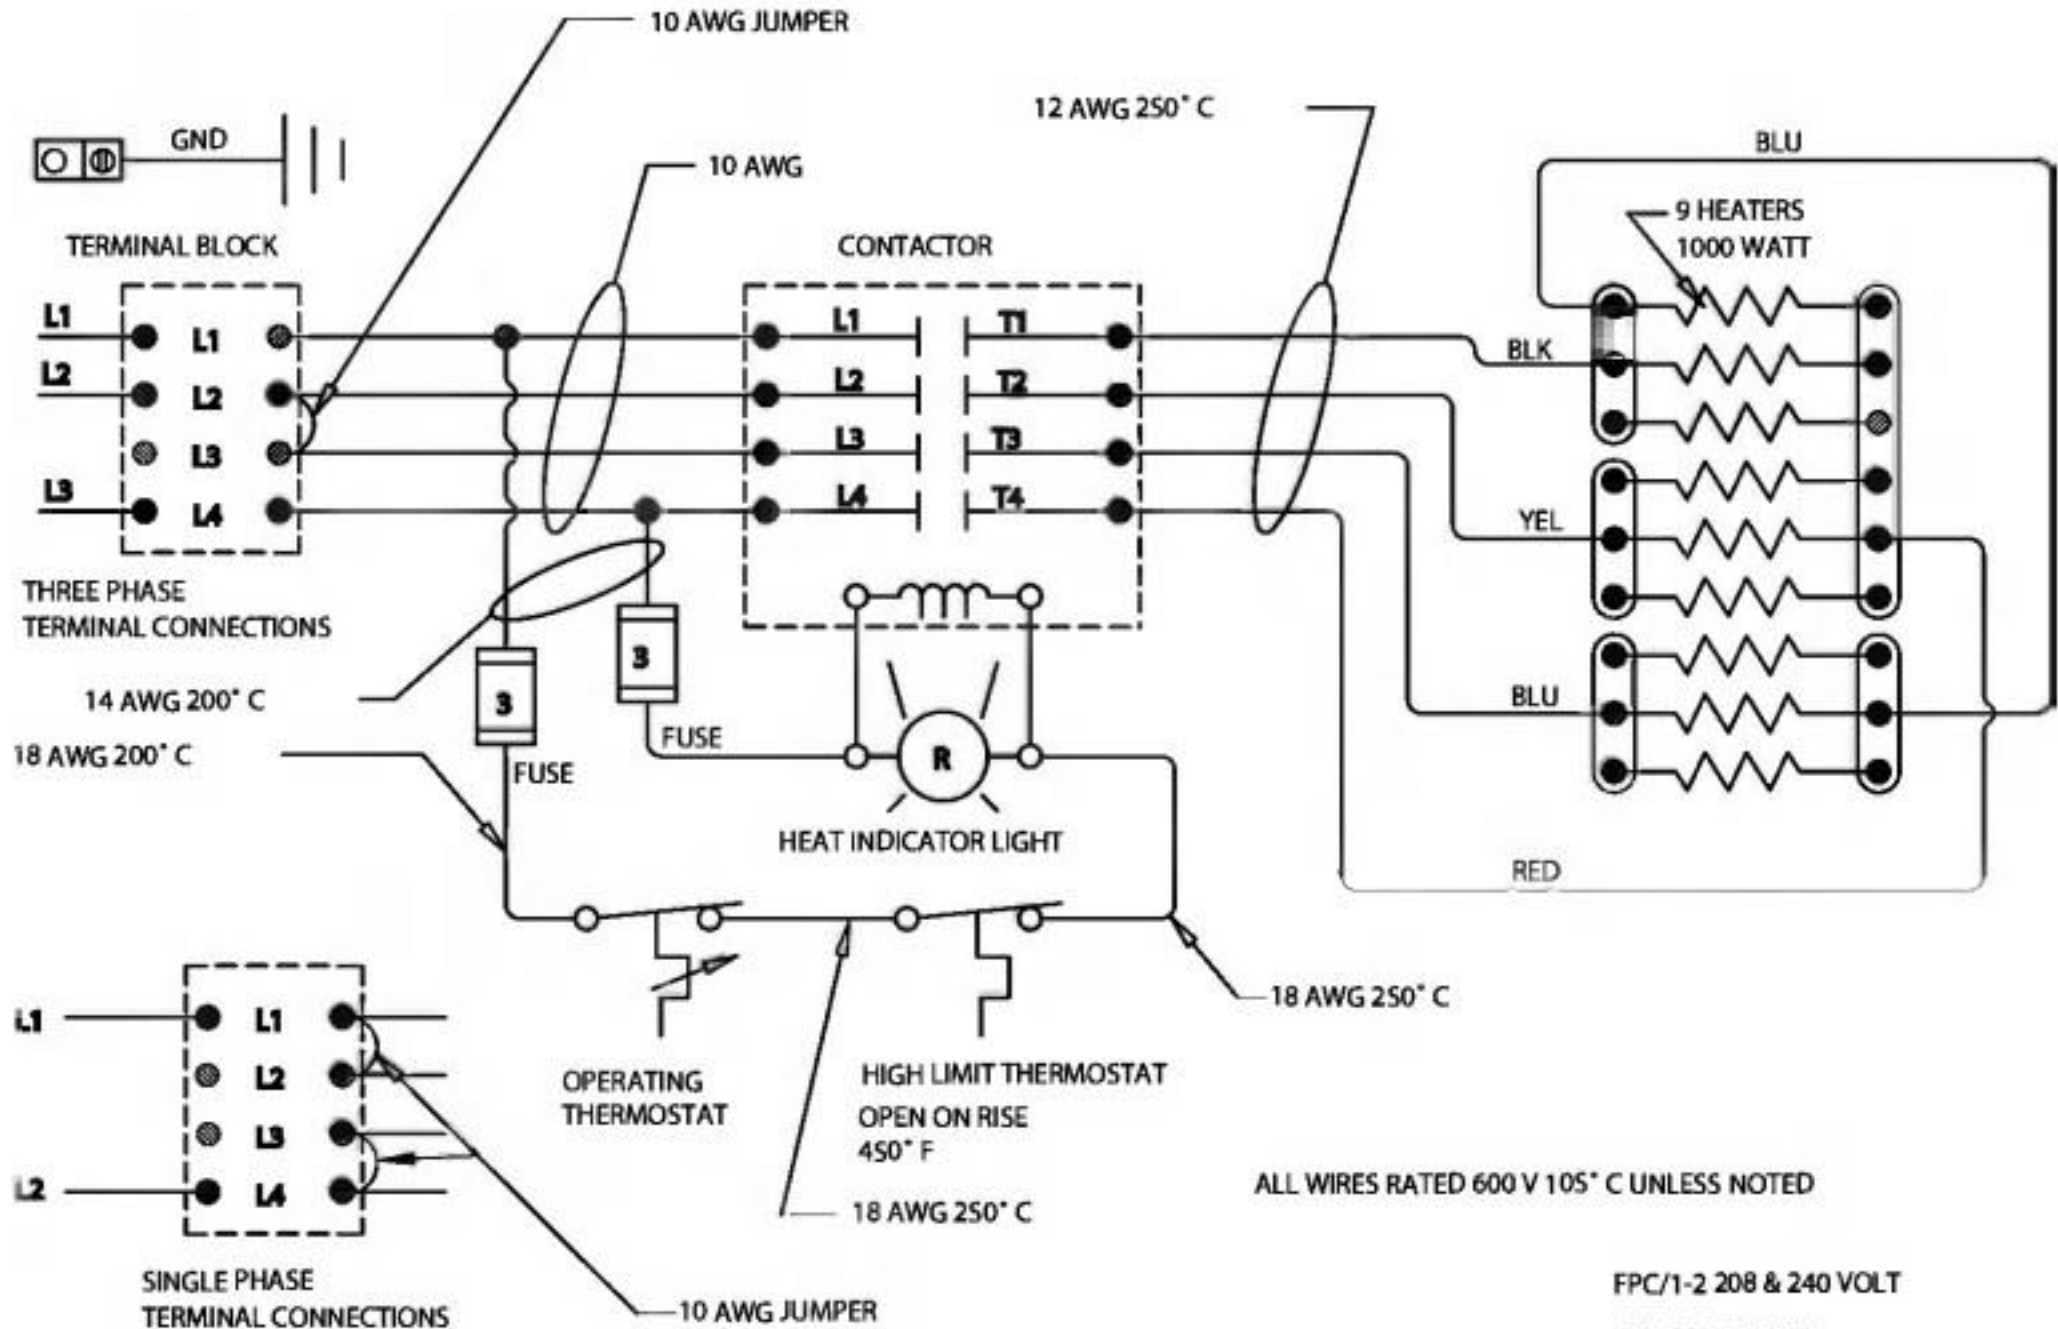 10 AWG JUMPER
12 AWG 250° C
GND
10 AWG
BLU
9 HEATERS
1000 WATT
TERMINAL BLOCK
CONTACTOR
L1
L1
L1
T1
BLK
L2
L2
L2
T2
L3
L3
T3
L3
L4
L4
T4
YEL
THREE PHASE
TERMINAL CONNECTIONS
3
3
14 AWG 200° C
BLU
18 AWG 200° C
FUSE
FUSE
R
HEAT INDICATOR LIGHT
RED
L1
L1
18 AWG 250° C
L2
OPERATING
THERMOSTAT
HIGH LIMIT THERMOSTAT
OPEN ON RISE
450° F
L3
L2
L4
18 AWG 250° C
ALL WIRES RATED 600 V 105° C UNLESS NOTED
SINGLE PHASE
TERMINAL CONNECTIONS
10 AWG JUMPER
FPC/1-2 208 & 240 VOLT